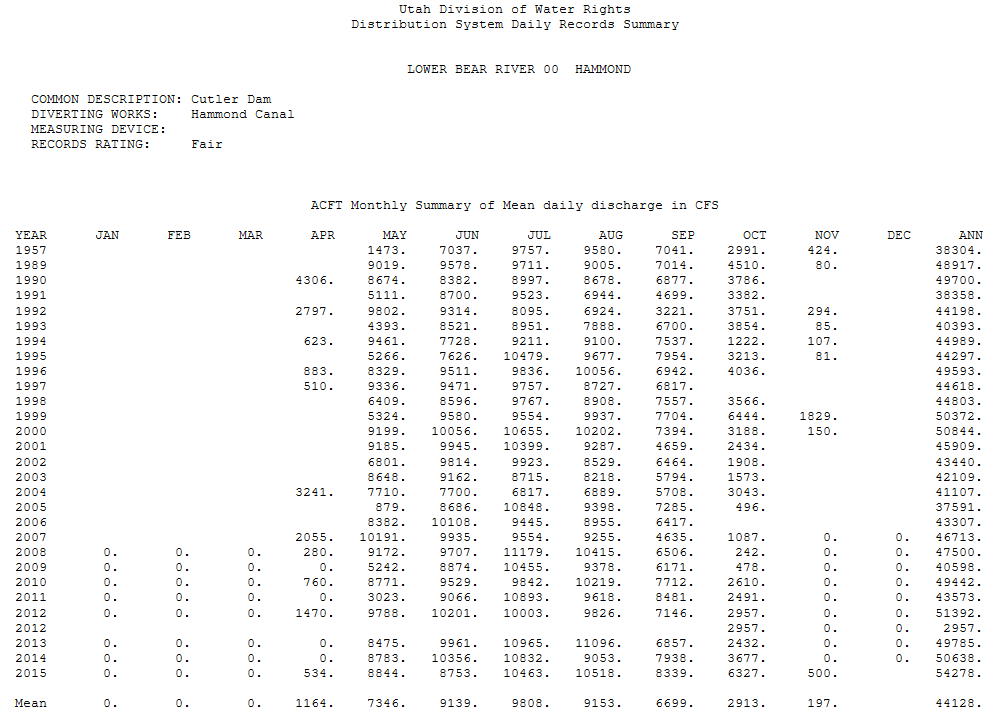 Utah Division of Water Rights
Distribution System Daily Records Summary
LOWER BEAR RIVER 00  HAMMOND
COMMON DESCRIPTION: Cutler Dam
DIVERTING WORKS:    Hammond Canal
MEASURING DEVICE:
RECORDS RATING:     Fair
ACFT Monthly Summary of Mean daily discharge in CFS
YEAR JAN FEB MAR APR MAY JUN JUL AUG SEP OCT NOV DEC ANN
1957 1473. 7037. 9757. 9580. 7041. 2991. 424. 38304.
1989 9019. 9578. 9711. 9005. 7014. 4510. 80. 48917.
1990 4306. 8674. 8382. 8997. 8678. 6877. 3786. 49700.
1991 5111. 8700. 9523. 6944. 4699. 3382. 38358.
1992 2797. 9802. 9314. 8095. 6924. 3221. 3751. 294. 44198.
1993 4393. 8521. 8951. 7888. 6700. 3854. 85. 40393.
1994 623. 9461. 7728. 9211. 9100. 7537. 1222. 107. 44989.
1995 5266. 7626. 10479. 9677. 7954. 3213. 81. 44297.
1996 883. 8329. 9511. 9836. 10056. 6942. 4036. 49593.
1997 510. 9336. 9471. 9757. 8727. 6817. 44618.
1998 6409. 8596. 9767. 8908. 7557. 3566. 44803.
1999 5324. 9580. 9554. 9937. 7704. 6444. 1829. 50372.
2000 9199. 10056. 10655. 10202. 7394. 3188. 150. 50844.
2001 9185. 9945. 10399. 9287. 4659. 2434. 45909.
2002 6801. 9814. 9923. 8529. 6464. 1908. 43440.
2003 8648. 9162. 8715. 8218. 5794. 1573. 42109.
2004 3241. 7710. 7700. 6817. 6889. 5708. 3043. 41107.
2005 879. 8686. 10848. 9398. 7285. 496. 37591.
2006 8382. 10108. 9445. 8955. 6417. 43307.
2007 2055. 10191. 9935. 9554. 9255. 4635. 1087. 0. 0. 46713.
2008 0. 0. 0. 280. 9172. 9707. 11179. 10415. 6506. 242. 0. 0. 47500.
2009 0. 0. 0. 0. 5242. 8874. 10455. 9378. 6171. 478. 0. 0. 40598.
2010 0. 0. 0. 760. 8771. 9529. 9842. 10219. 7712. 2610. 0. 0. 49442.
2011 0. 0. 0. 0. 3023. 9066. 10893. 9618. 8481. 2491. 0. 0. 43573.
2012 0. 0. 0. 1470. 9788. 10201. 10003. 9826. 7146. 2957. 0. 0. 51392.
2012 2957. 0. 0. 2957.
2013 0. 0. 0. 0. 8475. 9961. 10965. 11096. 6857. 2432. 0. 0. 49785.
2014 0. 0. 0. 0. 8783. 10356. 10832. 9053. 7938. 3677. 0. 0. 50638.
2015 0. 0. 0. 534. 8844. 8753. 10463. 10518. 8339. 6327. 500. 54278.
Mean 0. 0. 0. 1164. 7346. 9139. 9808. 9153. 6699. 2913. 197. 44128.